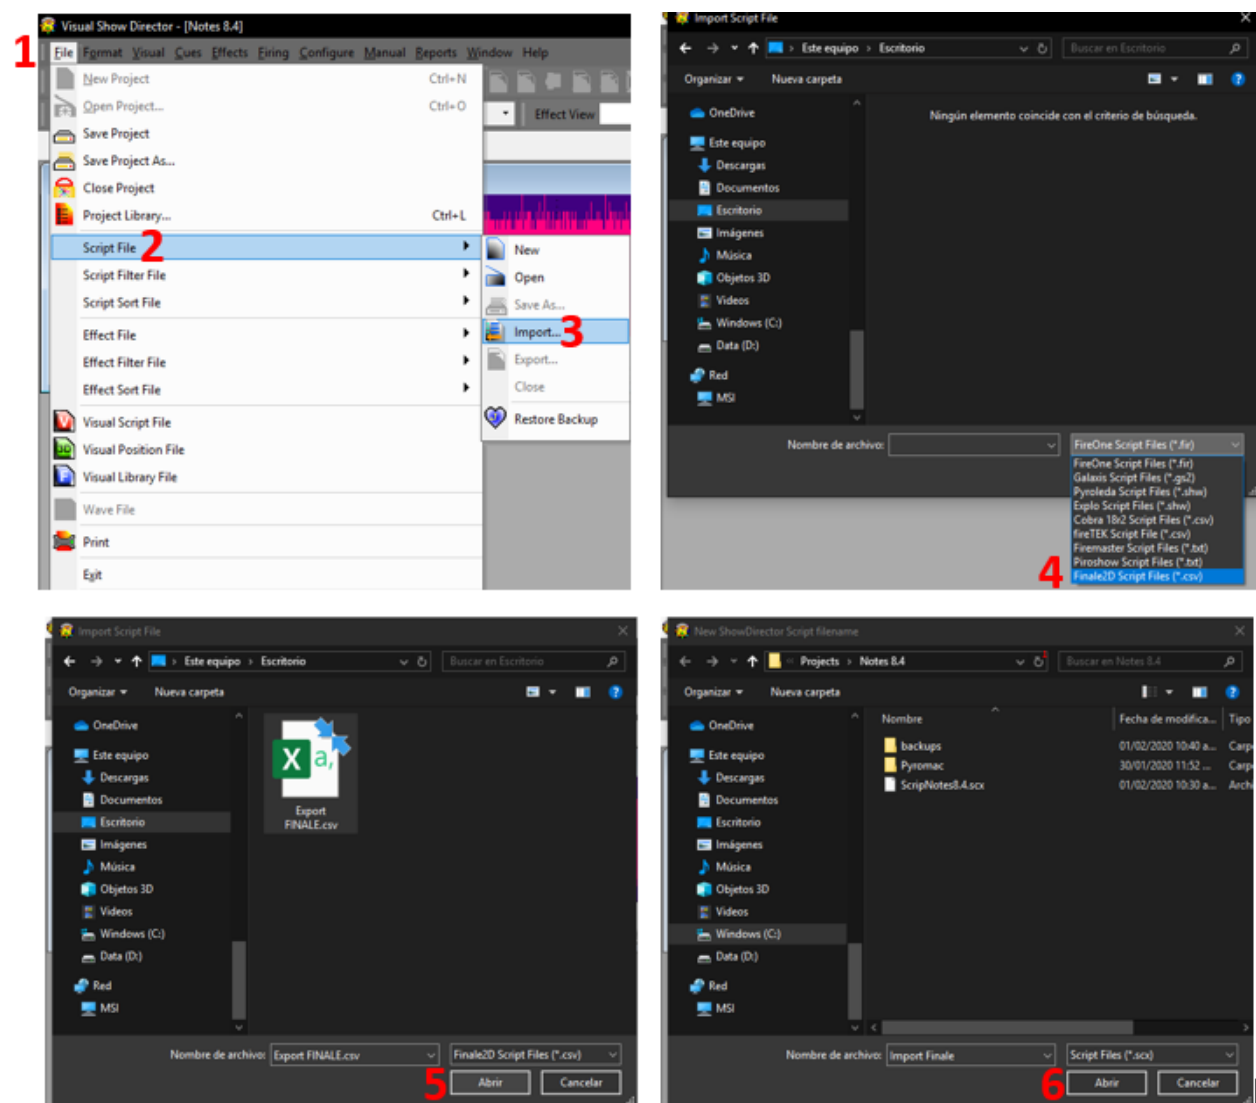 Visual Show Director - [Notes 8.4]
1
File Format Visual Cues Effects Firing Configure Manual Reports Window Help
New Project Ctrl+N
Open Project... Ctrl+O
Effect View
Save Project
Save Project As...
Close Project
Project Library... Ctrl+L
Script File 2
New
Script Filter File
Open
Script Sort File
Save As...
Effect File
Import... 3
Effect Filter File
Export...
Effect Sort File
Close
Visual Script File
Restore Backup
Visual Position File
Visual Library File
Wave File
Print
Exit
Import Script File
Este equipo > Escritorio
Buscar en Escritorio
Organizar Nueva carpeta
OneDrive
Ningún elemento coincide con el criterio de búsqueda.
Este equipo
Descargas
Documentos
Escritorio
Imágenes
Música
Objetos 3D
Videos
Windows (C:)
Data (D:)
Red
MSI
Nombre de archivo:
FireOne Script Files (*.fir)
FireOne Script Files (*.fir)
Galaxis Script Files (*.gs2)
Pyroleda Script Files (*.shw)
Explo Script Files (*.shw)
Cobra 18r2 Script Files (*.csv)
fireTEK Script File (*.csv)
Firemaster Script Files (*.txt)
Piroshow Script Files (*.txt)
4 Finale2D Script Files (*.csv)
Import Script File
Este equipo > Escritorio
Buscar en Escritorio
Organizar Nueva carpeta
OneDrive
Este equipo
Descargas
Documentos
Escritorio
Imágenes
Música
Objetos 3D
Videos
Windows (C:)
Data (D:)
Red
MSI
X a,
Export
FINALE.csv
Nombre de archivo: Export FINALE.csv
Finale2D Script Files (*.csv)
5 Abrir Cancelar
New ShowDirector Script filename
« Projects > Notes 8.4
Buscar en Notes 8.4
Organizar Nueva carpeta
OneDrive
Este equipo
Descargas
Documentos
Escritorio
Imágenes
Música
Objetos 3D
Videos
Windows (C:)
Data (D:)
Red
MSI
Nombre Fecha de modifica... Tipo
backups 01/02/2020 10:40 a... Carp
Pyromac 30/01/2020 11:52 ... Carp
ScripNotes8.4.scx 01/02/2020 10:30 a... Archi
Nombre de archivo: Import Finale
Script Files (*.scx)
6 Abrir Cancelar